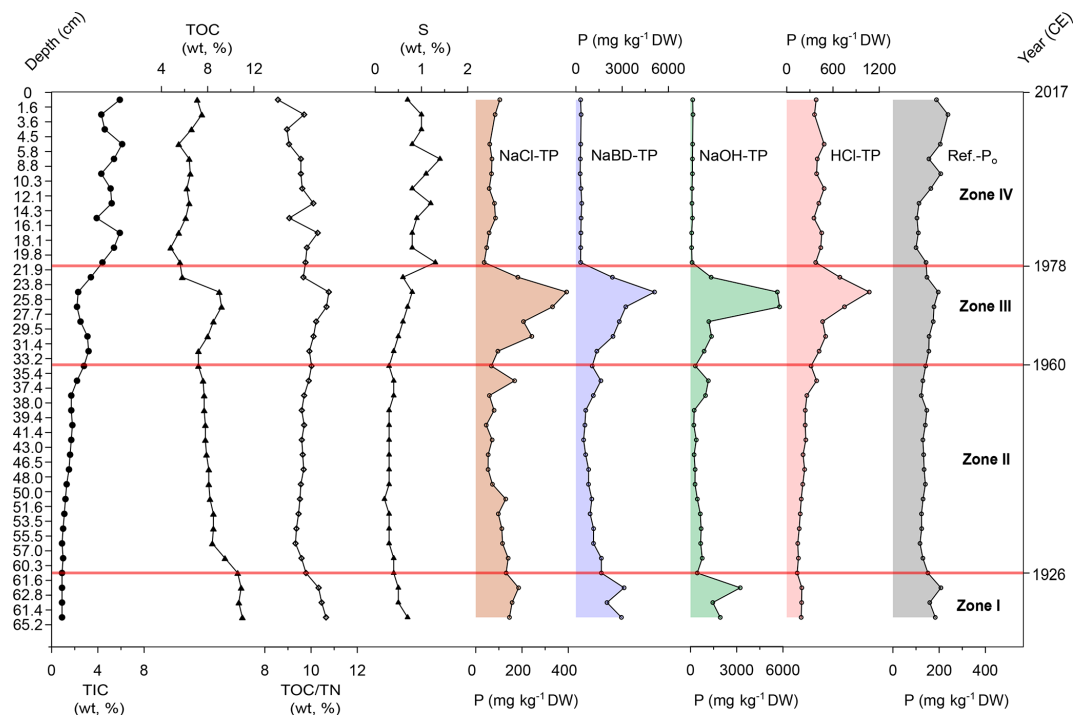 Depth (cm)
TOC
(wt, %)
4 8 12
S
0 1 2
P (mg kg-1 DW)
0 3000 6000
P (mg kg-1 DW)
0 600 1200
Year (CE)
0
1.6
3.6
4.5
5.8
8.8
10.3
12.1
14.3
16.1
18.1
19.8
21.9
23.8
25.8
27.7
29.5
31.4
33.2
35.4
37.4
38.0
39.4
41.4
43.0
46.5
48.0
50.0
51.6
53.5
55.5
57.0
60.3
61.6
62.8
61.4
65.2
NaCl-TP
NaBD-TP
NaOH-TP
HCl-TP
Ref.-Po
Zone IV
Zone III
Zone II
Zone I
2017
1978
1960
1926
0 4 8
TIC
(wt, %)
8 10 12
TOC/TN
(wt, %)
0 200 400
P (mg kg-1 DW)
0 3000 6000
P (mg kg-1 DW)
0 200 400
P (mg kg-1 DW)
(wt, %)